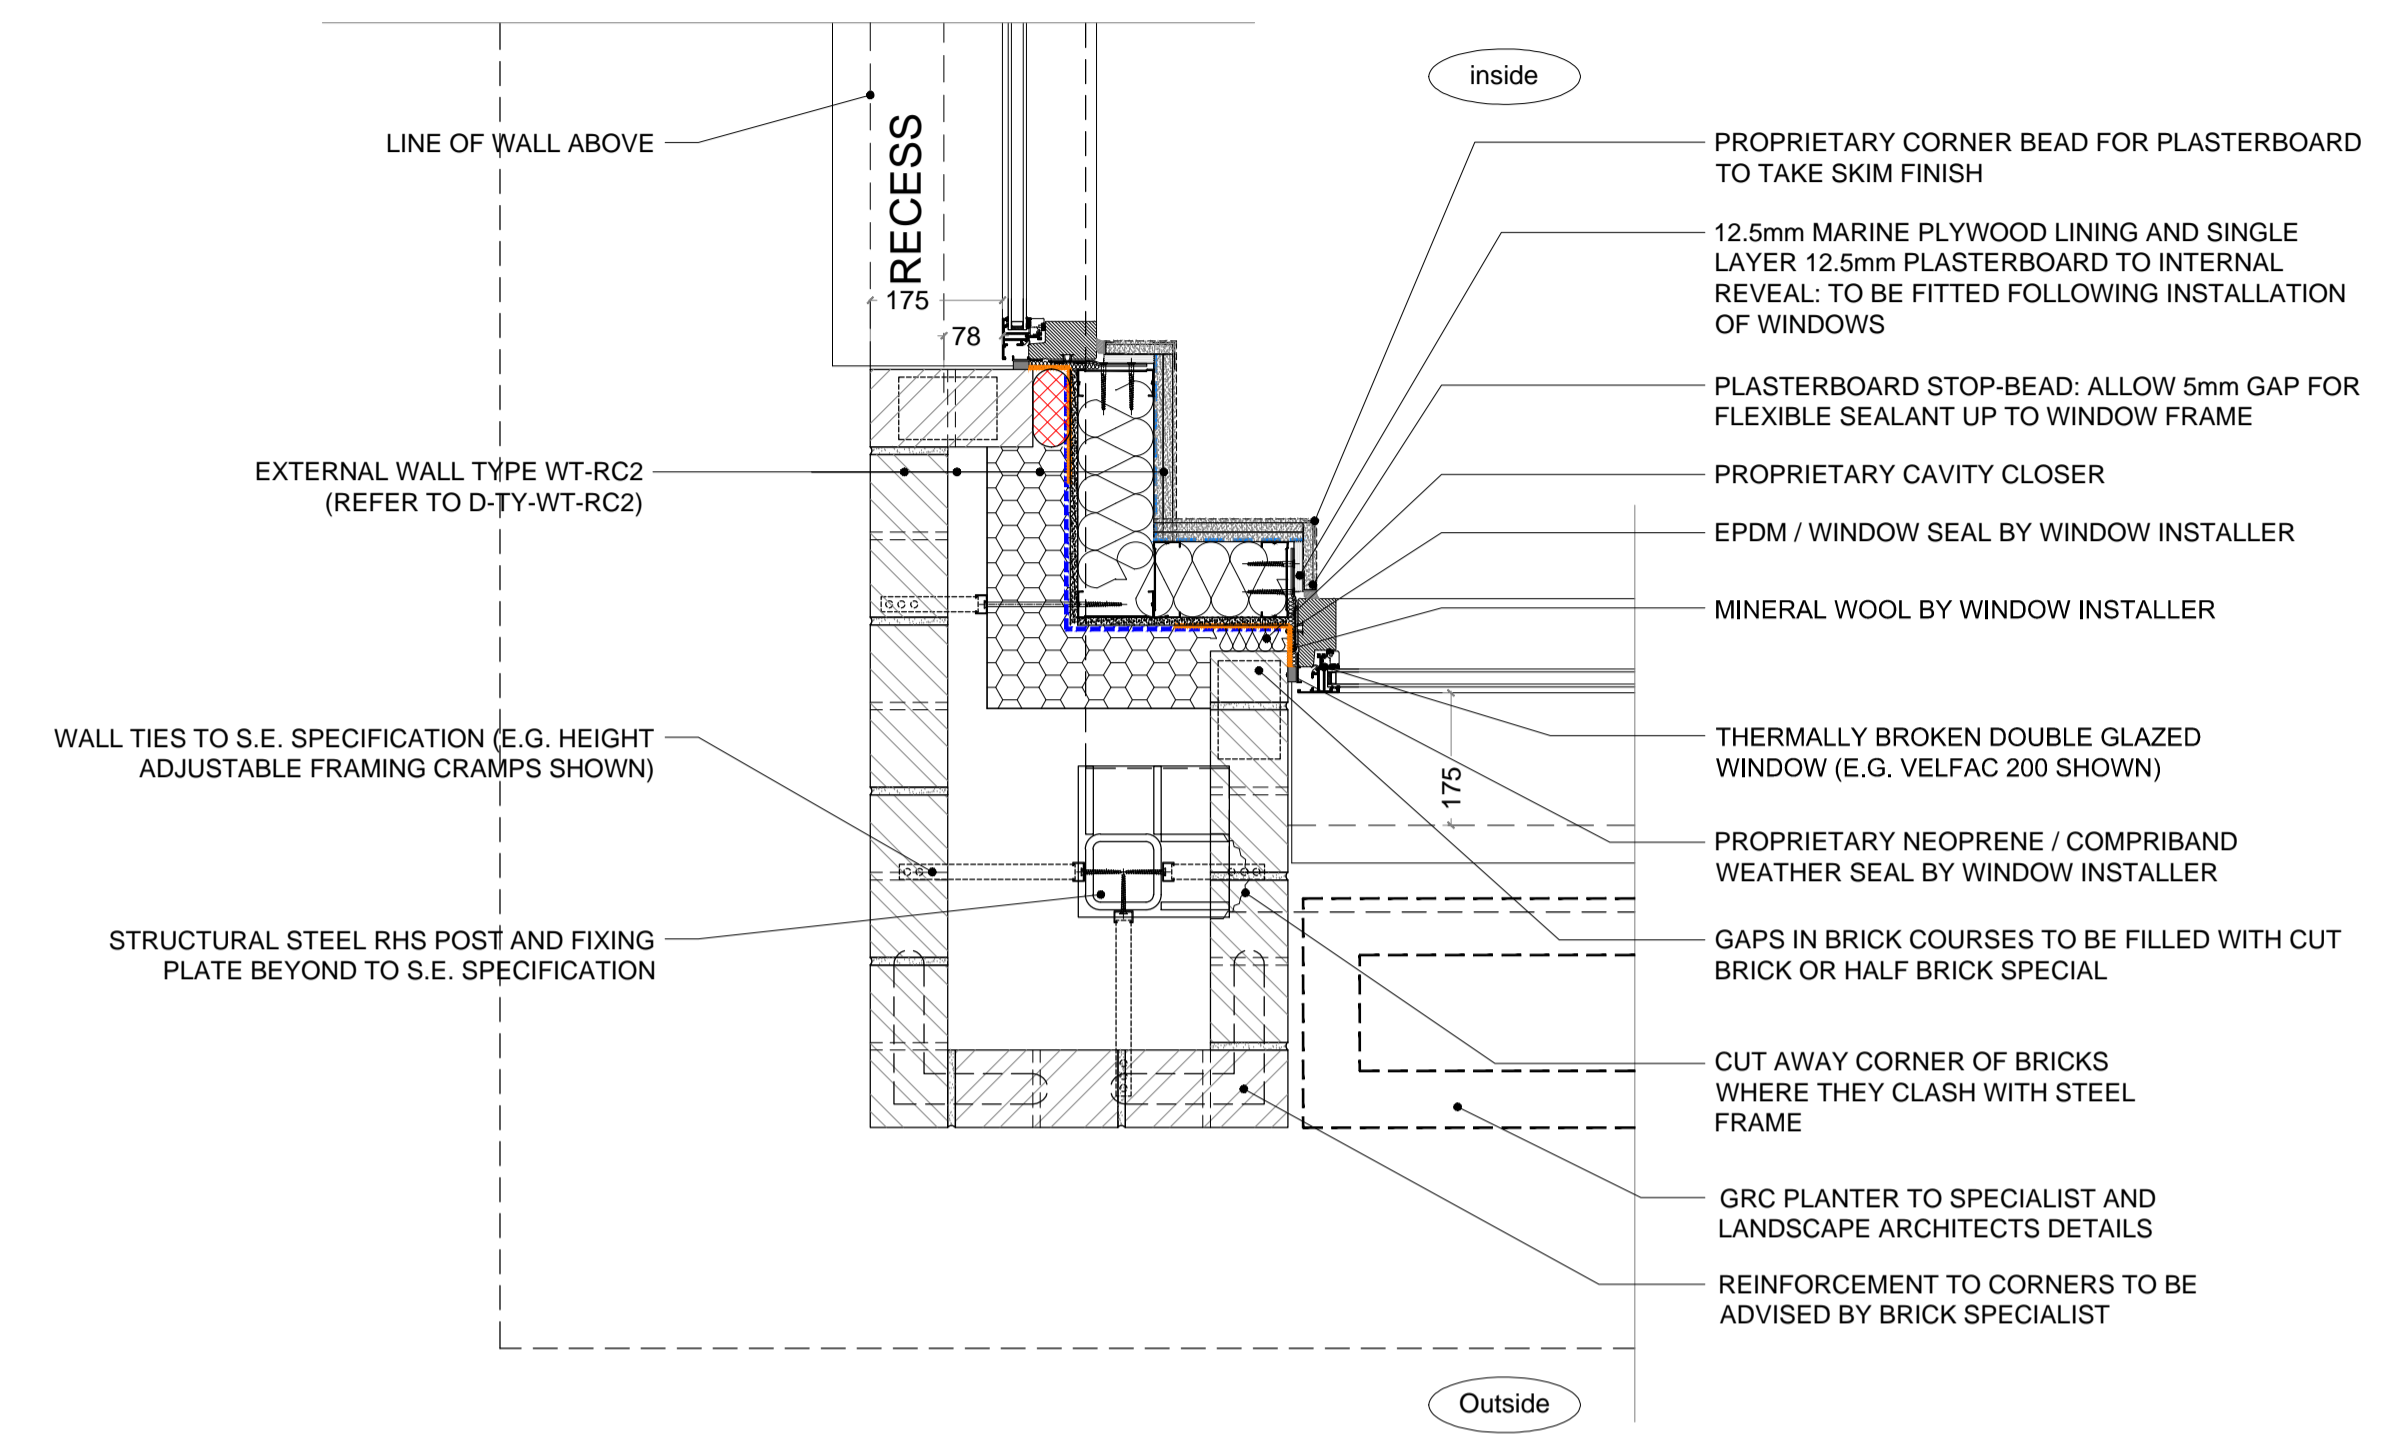 inside
LINE OF WALL ABOVE
RECESS
175
78
EXTERNAL WALL TYPE WT-RC2
(REFER TO D-TY-WT-RC2)
WALL TIES TO S.E. SPECIFICATION (E.G. HEIGHT
ADJUSTABLE FRAMING CRAMPS SHOWN)
STRUCTURAL STEEL RHS POST AND FIXING
PLATE BEYOND TO S.E. SPECIFICATION
PROPRIETARY CORNER BEAD FOR PLASTERBOARD
TO TAKE SKIM FINISH
12.5mm MARINE PLYWOOD LINING AND SINGLE
LAYER 12.5mm PLASTERBOARD TO INTERNAL
REVEAL: TO BE FITTED FOLLOWING INSTALLATION
OF WINDOWS
PLASTERBOARD STOP-BEAD: ALLOW 5mm GAP FOR
FLEXIBLE SEALANT UP TO WINDOW FRAME
PROPRIETARY CAVITY CLOSER
EPDM / WINDOW SEAL BY WINDOW INSTALLER
MINERAL WOOL BY WINDOW INSTALLER
THERMALLY BROKEN DOUBLE GLAZED
WINDOW (E.G. VELFAC 200 SHOWN)
175
PROPRIETARY NEOPRENE / COMPRIBAND
WEATHER SEAL BY WINDOW INSTALLER
GAPS IN BRICK COURSES TO BE FILLED WITH CUT
BRICK OR HALF BRICK SPECIAL
CUT AWAY CORNER OF BRICKS
WHERE THEY CLASH WITH STEEL
FRAME
GRC PLANTER TO SPECIALIST AND
LANDSCAPE ARCHITECTS DETAILS
REINFORCEMENT TO CORNERS TO BE
ADVISED BY BRICK SPECIALIST
Outside